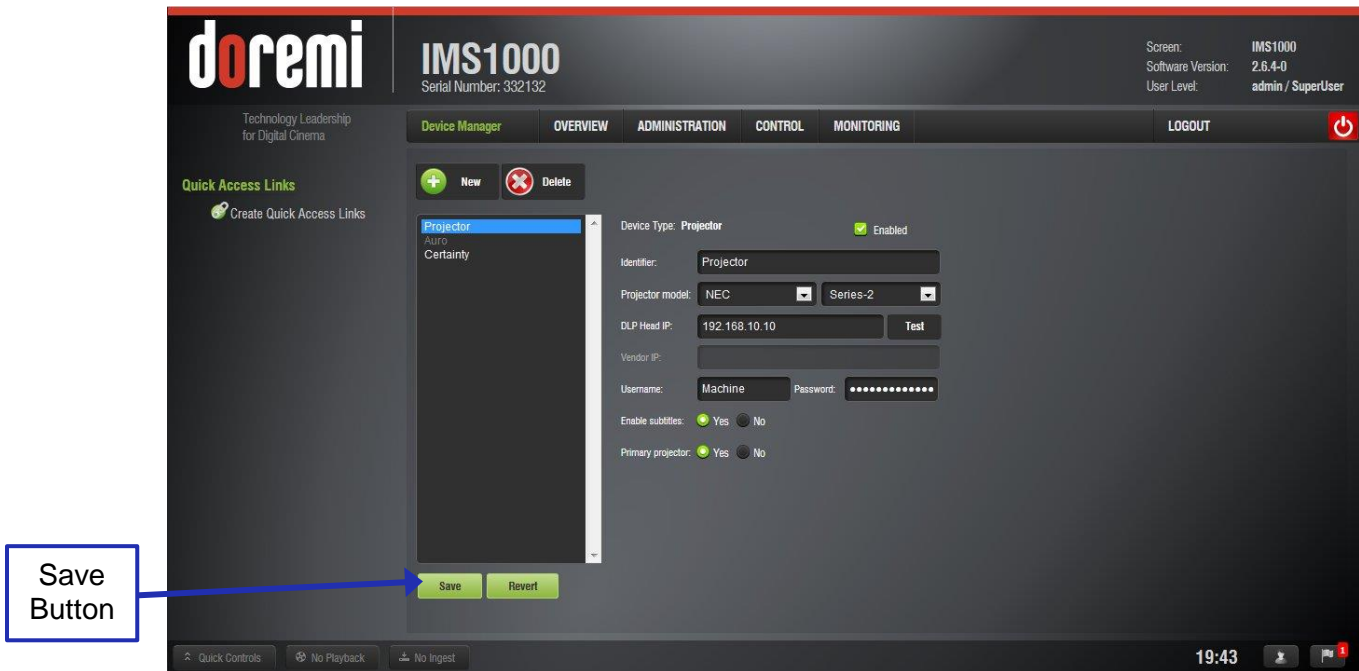 doremi
Technology Leadership
for Digital Cinema
IMS1000
Serial Number: 332132
Screen: IMS1000
Software Version: 2.6.4-0
User Level: admin / SuperUser
Device Manager OVERVIEW ADMINISTRATION CONTROL MONITORING LOGOUT
Quick Access Links
Create Quick Access Links
New Delete
Projector
Auro
Certainty
Device Type: Projector Enabled
Identifier: Projector
Projector model: NEC Series-2
DLP Head IP: 192.168.10.10 Test
Vendor IP:
Username: Machine Password: •••••••••••••
Enable subtitles: Yes No
Primary projector: Yes No
Save Revert
Save
Button
Quick Controls No Playback No Ingest 19:43 1